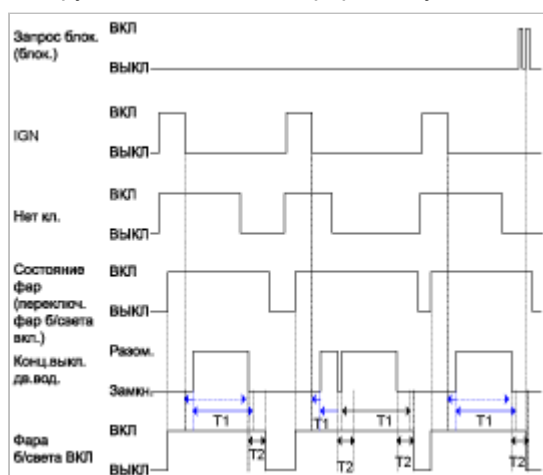 Запрос блок.
(блок.)
ВКЛ
ВЫКЛ
IGN
ВКЛ
ВЫКЛ
Нет кл.
ВКЛ
ВЫКЛ
Состояние
фар
(переключ.
фар б/света
вкл.)
ВКЛ
ВЫКЛ
Конц.выкл.
дв.вод.
Разом.
Замкн.
T1
T1
T1
T1
Фара
б/света ВКЛ
ВКЛ
ВЫКЛ
T2
T2
T2
T2